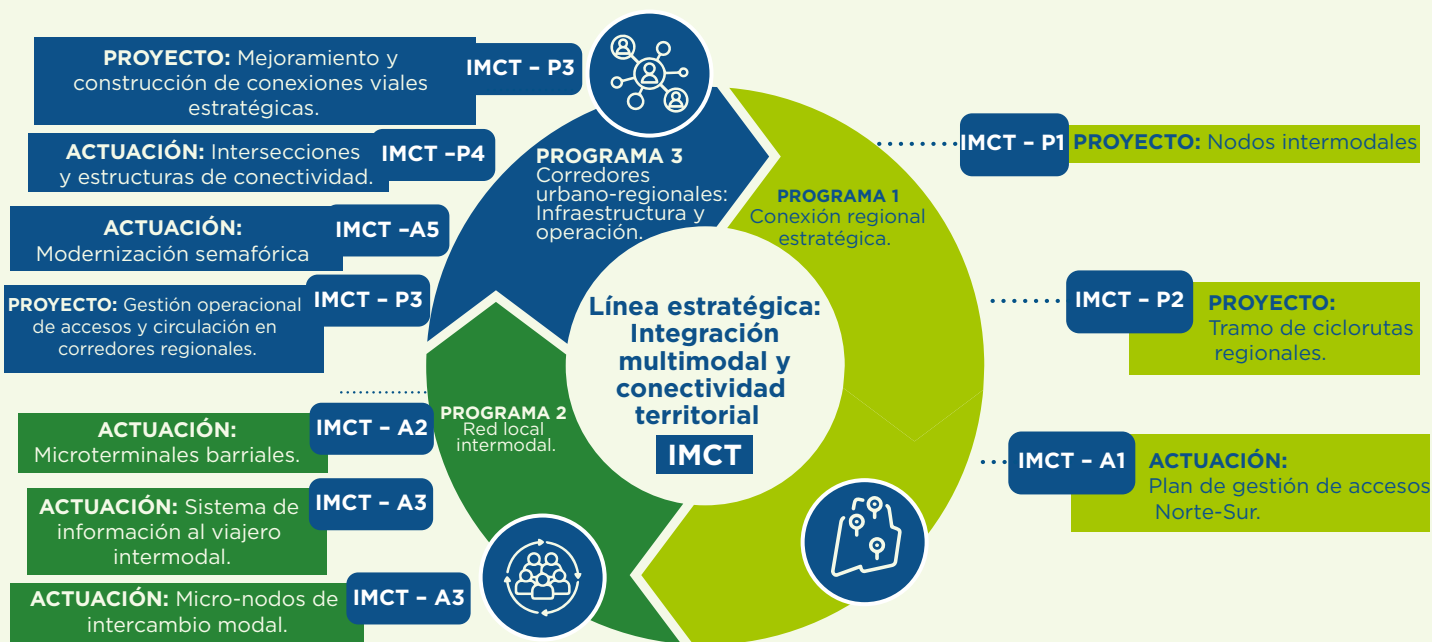 PROYECTO: Mejoramiento y
construcción de conexiones viales
estratégicas.
IMCT – P3
ACTUACIÓN: Intersecciones
y estructuras de conectividad.
IMCT –P4
ACTUACIÓN:
Modernización semafórica
IMCT –A5
PROYECTO: Gestión operacional
de accesos y circulación en
corredores regionales.
IMCT – P3
ACTUACIÓN:
Microterminales barriales.
IMCT – A2
ACTUACIÓN: Sistema de
información al viajero
intermodal.
IMCT – A3
ACTUACIÓN: Micro-nodos de
intercambio modal.
IMCT – A3
PROGRAMA 3
Corredores
urbano-regionales:
Infraestructura y
operación.
PROGRAMA 2
Red local
intermodal.
Línea estratégica:
Integración
multimodal y
conectividad
territorial
IMCT
PROGRAMA 1
Conexión regional
estratégica.
IMCT – P1
PROYECTO: Nodos intermodales
IMCT – P2
PROYECTO:
Tramo de ciclorutas
regionales.
IMCT – A1
ACTUACIÓN:
Plan de gestión de accesos
Norte-Sur.